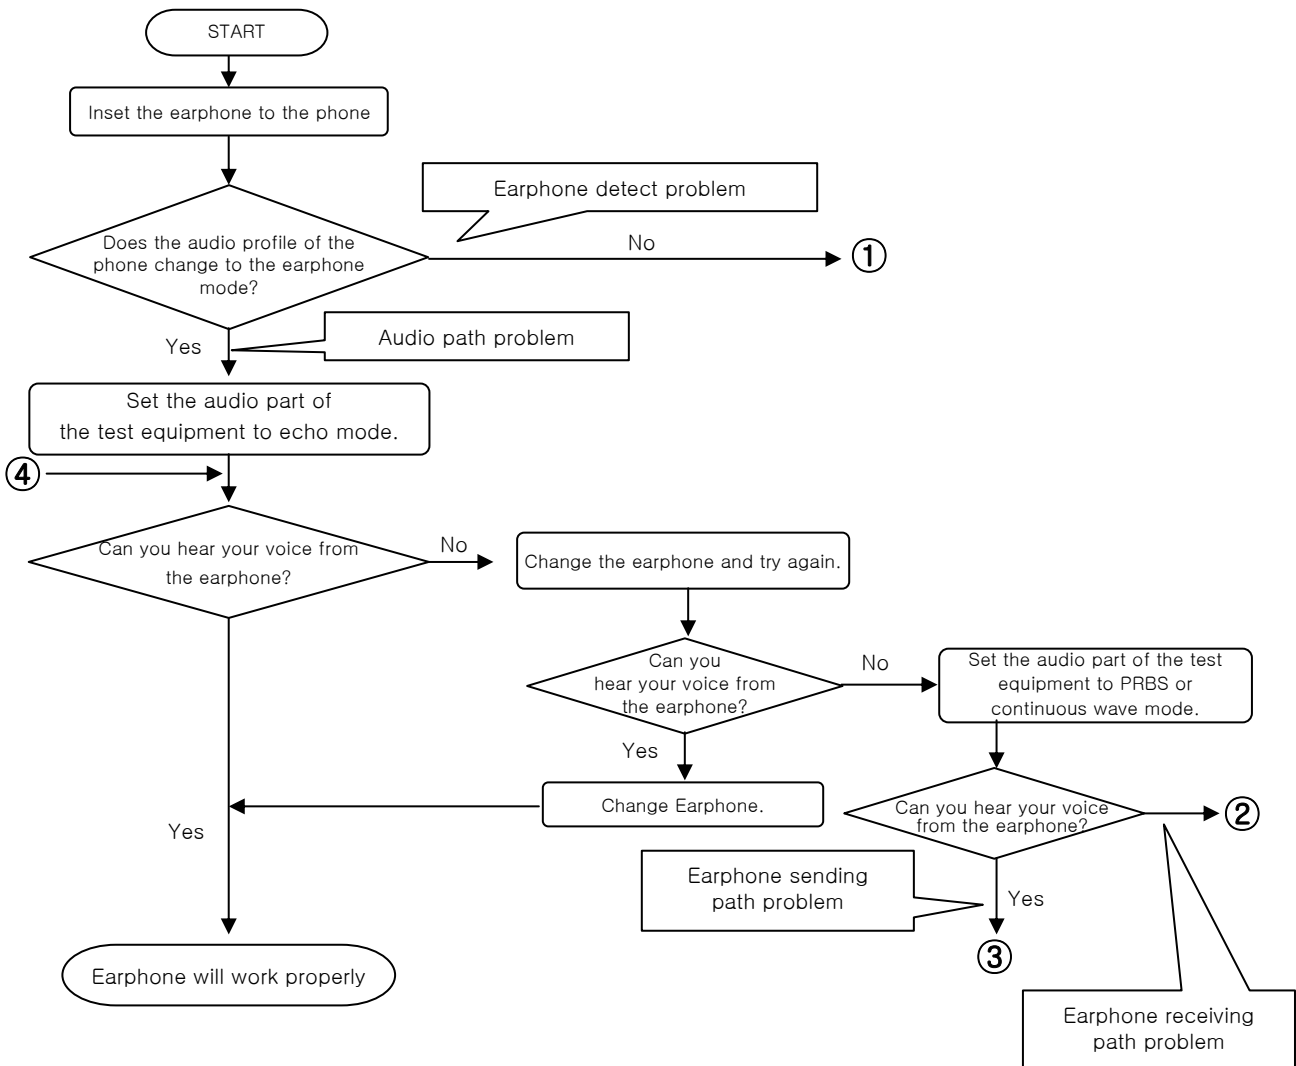 START
Inset the earphone to the phone
Earphone detect problem
Does the audio profile of the
phone change to the earphone
mode?
No
①
Yes
Audio path problem
Set the audio part of
the test equipment to echo mode.
④
Can you hear your voice from
the earphone?
No
Change the earphone and try again.
Can you
hear your voice from
the earphone?
No
Set the audio part of the test
equipment to PRBS or
continuous wave mode.
Yes
Change Earphone.
Can you hear your voice
from the earphone?
②
Yes
Earphone sending
path problem
Yes
③
Earphone will work properly
Earphone receiving
path problem